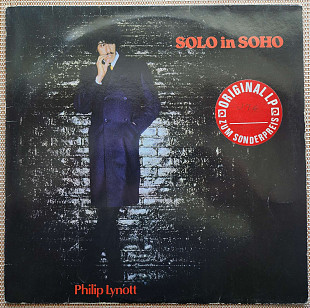 SOLO in SOHO
ORIGINAL LP
ZUM SONDERPREIS
Philip Lynott